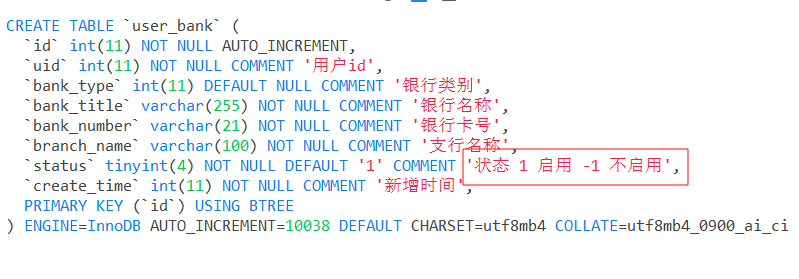 CREATE TABLE `user_bank` (
`id` int(11) NOT NULL AUTO_INCREMENT,
`uid` int(11) NOT NULL COMMENT '用户id',
`bank_type` int(11) DEFAULT NULL COMMENT '银行类别',
`bank_title` varchar(255) NOT NULL COMMENT '银行名称',
`bank_number` varchar(21) NOT NULL COMMENT '银行卡号',
`branch_name` varchar(100) NOT NULL COMMENT '支行名称',
`status` tinyint(4) NOT NULL DEFAULT '1' COMMENT '状态 1 启用 -1 不启用',
`create_time` int(11) NOT NULL COMMENT '新增时间',
PRIMARY KEY (`id`) USING BTREE
) ENGINE=InnoDB AUTO_INCREMENT=10038 DEFAULT CHARSET=utf8mb4 COLLATE=utf8mb4_0900_ai_ci